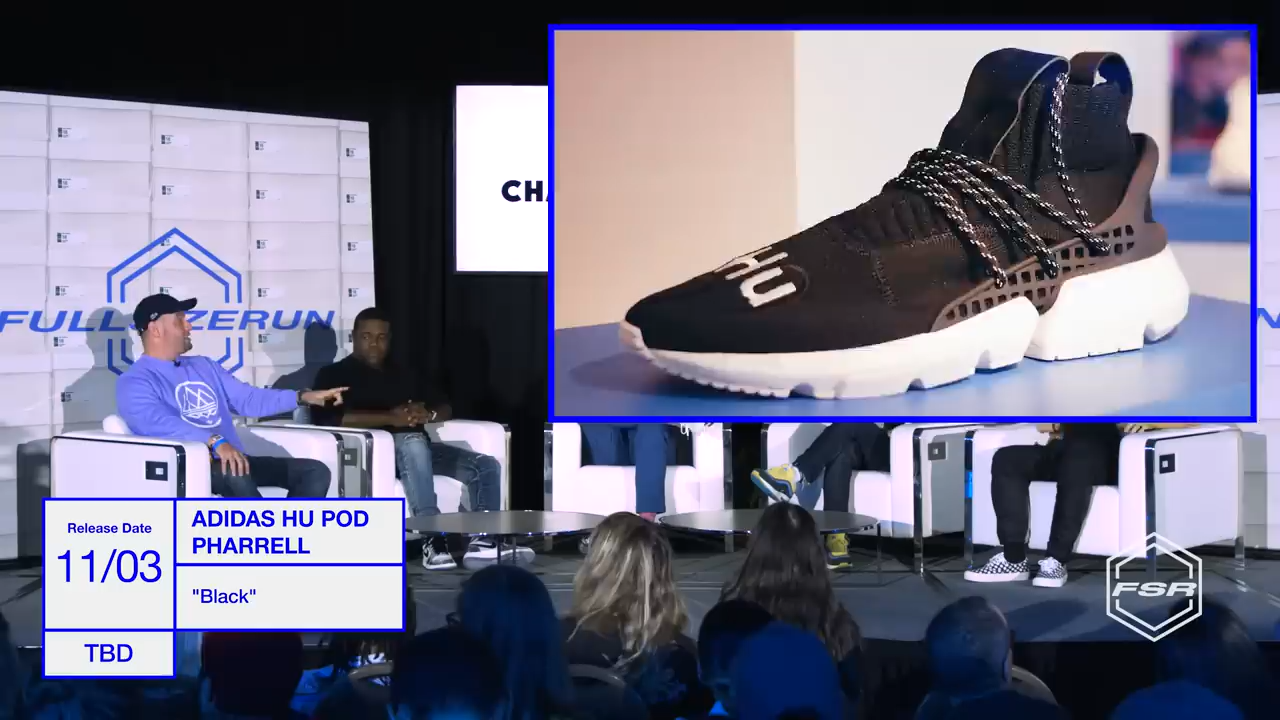 CHA
Hu
FULLSIZERUN
Release Date
11/03
ADIDAS HU POD
PHARRELL
"Black"
TBD
FSR